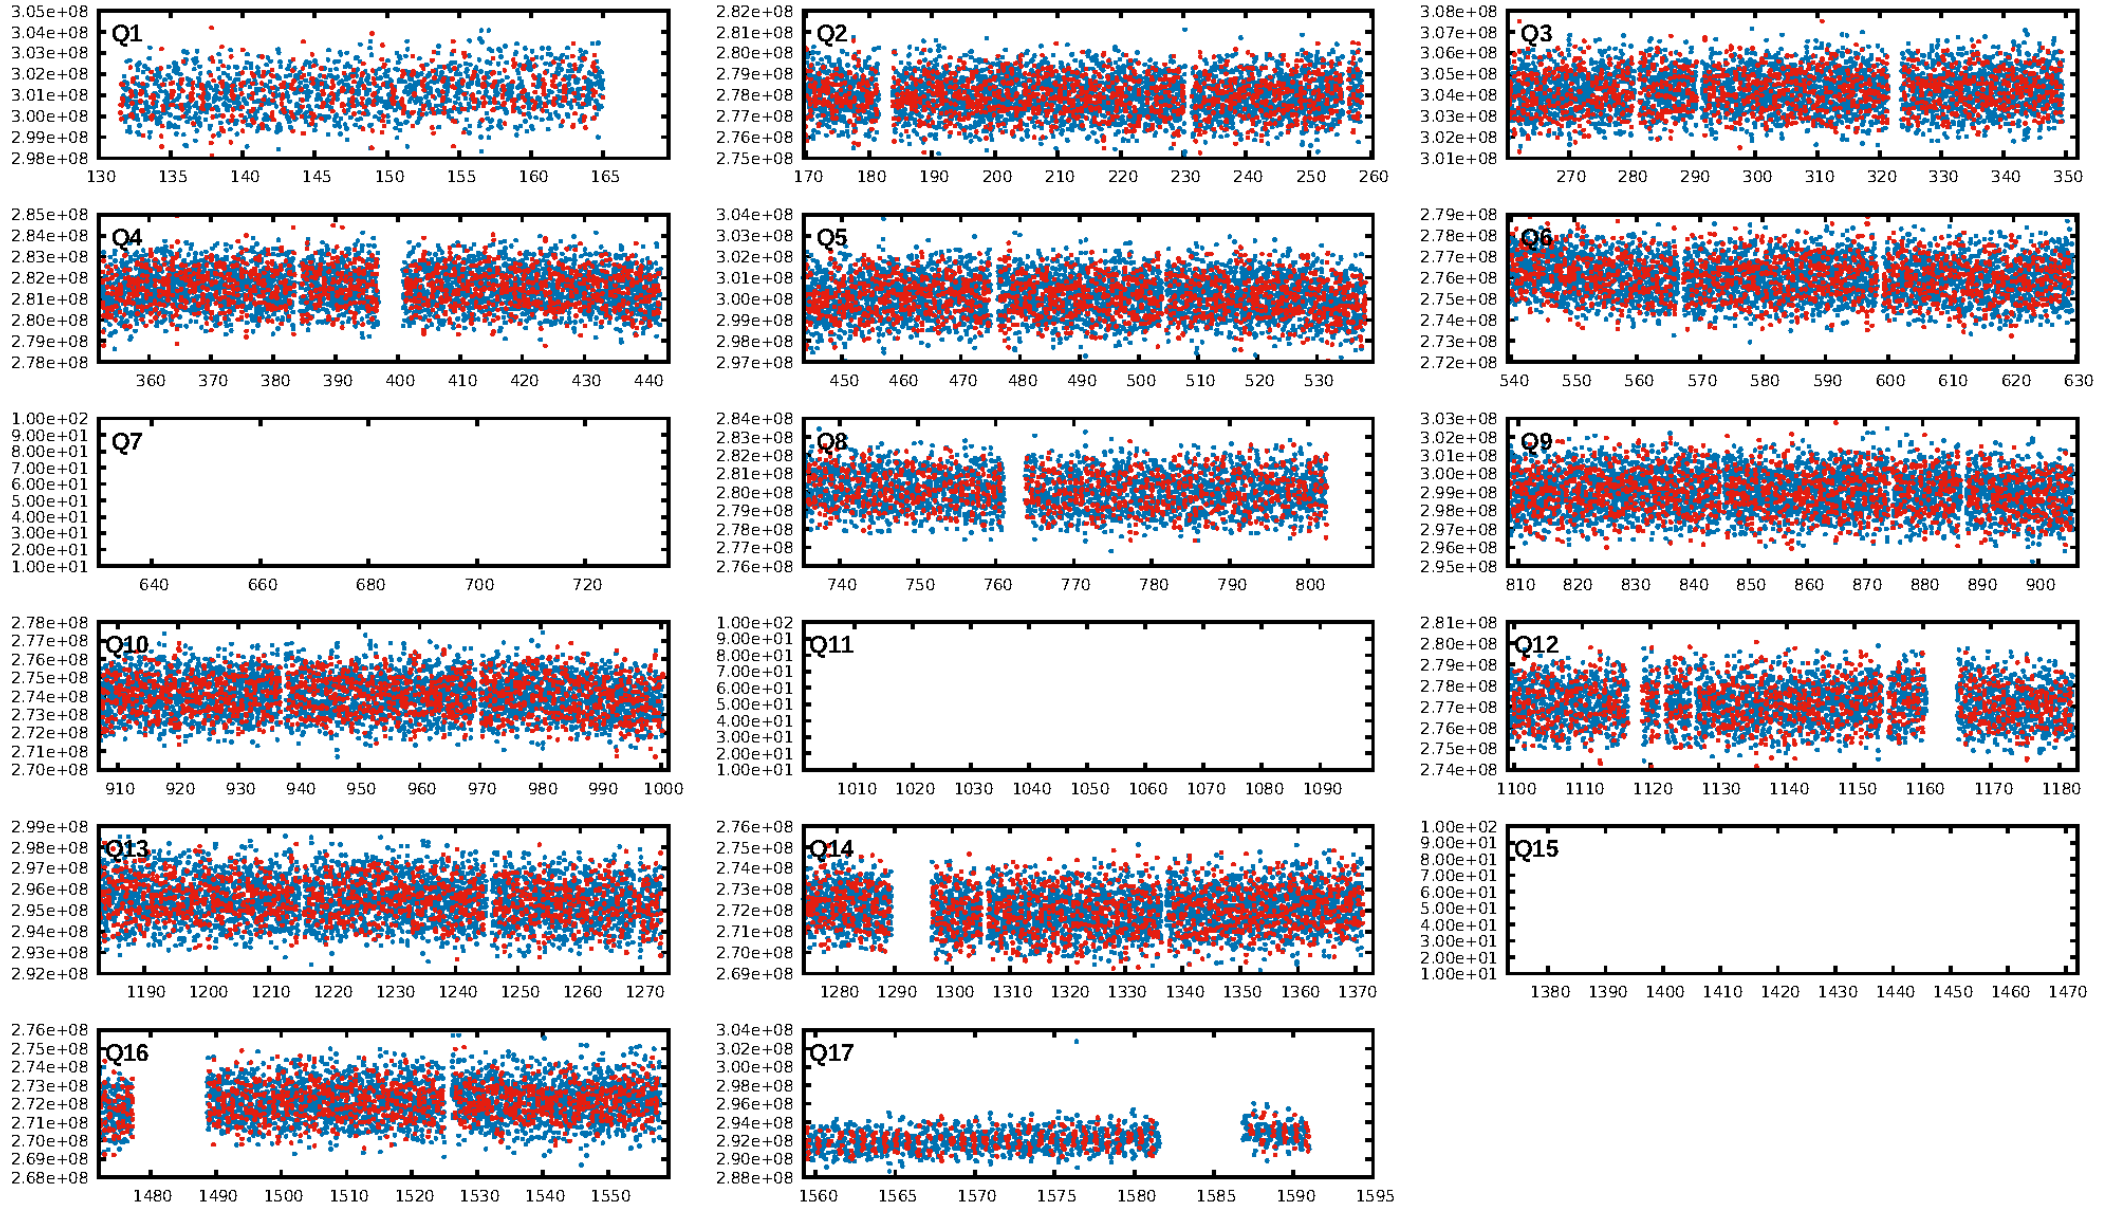 3.05e+08
3.04e+08
3.03e+08
3.02e+08
3.01e+08
3.00e+08
2.99e+08
2.98e+08
Q1
130 135 140 145 150 155 160 165
2.82e+08
2.81e+08
2.80e+08
2.79e+08
2.78e+08
2.77e+08
2.76e+08
2.75e+08
Q2
170 180 190 200 210 220 230 240 250 260
3.08e+08
3.07e+08
3.06e+08
3.05e+08
3.04e+08
3.03e+08
3.02e+08
3.01e+08
Q3
270 280 290 300 310 320 330 340 350
2.85e+08
2.84e+08
2.83e+08
2.82e+08
2.81e+08
2.80e+08
2.79e+08
2.78e+08
Q4
360 370 380 390 400 410 420 430 440
3.04e+08
3.03e+08
3.02e+08
3.01e+08
3.00e+08
2.99e+08
2.98e+08
2.97e+08
Q5
450 460 470 480 490 500 510 520 530
2.79e+08
2.78e+08
2.77e+08
2.76e+08
2.75e+08
2.74e+08
2.73e+08
2.72e+08
Q6
540 550 560 570 580 590 600 610 620 630
1.00e+02
9.00e+01
8.00e+01
7.00e+01
6.00e+01
5.00e+01
4.00e+01
3.00e+01
2.00e+01
1.00e+01
Q7
640 660 680 700 720
2.84e+08
2.83e+08
2.82e+08
2.81e+08
2.80e+08
2.79e+08
2.78e+08
2.77e+08
2.76e+08
Q8
740 750 760 770 780 790 800
3.03e+08
3.02e+08
3.01e+08
3.00e+08
2.99e+08
2.98e+08
2.97e+08
2.96e+08
2.95e+08
Q9
810 820 830 840 850 860 870 880 890 900
2.78e+08
2.77e+08
2.76e+08
2.75e+08
2.74e+08
2.73e+08
2.72e+08
2.71e+08
2.70e+08
Q10
910 920 930 940 950 960 970 980 990 1000
1.00e+02
9.00e+01
8.00e+01
7.00e+01
6.00e+01
5.00e+01
4.00e+01
3.00e+01
2.00e+01
1.00e+01
Q11
1010 1020 1030 1040 1050 1060 1070 1080 1090
2.81e+08
2.80e+08
2.79e+08
2.78e+08
2.77e+08
2.76e+08
2.75e+08
2.74e+08
Q12
1100 1110 1120 1130 1140 1150 1160 1170 1180
2.99e+08
2.98e+08
2.97e+08
2.96e+08
2.95e+08
2.94e+08
2.93e+08
2.92e+08
Q13
1190 1200 1210 1220 1230 1240 1250 1260 1270
2.76e+08
2.75e+08
2.74e+08
2.73e+08
2.72e+08
2.71e+08
2.70e+08
2.69e+08
Q14
1280 1290 1300 1310 1320 1330 1340 1350 1360 1370
1.00e+02
9.00e+01
8.00e+01
7.00e+01
6.00e+01
5.00e+01
4.00e+01
3.00e+01
2.00e+01
1.00e+01
Q15
1380 1390 1400 1410 1420 1430 1440 1450 1460 1470
2.76e+08
2.75e+08
2.74e+08
2.73e+08
2.72e+08
2.71e+08
2.70e+08
2.69e+08
2.68e+08
Q16
1480 1490 1500 1510 1520 1530 1540 1550
3.04e+08
3.02e+08
3.00e+08
2.98e+08
2.96e+08
2.94e+08
2.92e+08
2.90e+08
2.88e+08
Q17
1560 1565 1570 1575 1580 1585 1590 1595